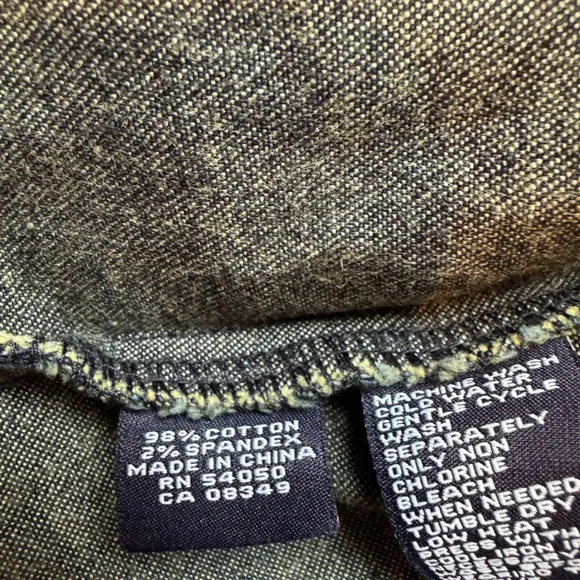 98% COTTON
2% SPANDEX
MADE IN CHINA
RN 54050
CA 08349
MACHINE WASH
COLD WATER
GENTLE CYCLE
WASH
SEPARATELY
ONLY NON
CHLORINE
BLEACH
WHEN NEEDED
TUMBLE DRY
LOW HEAT